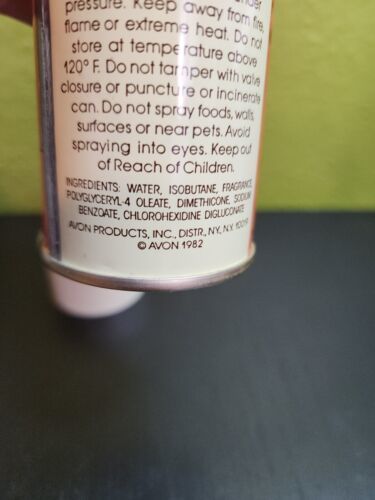 pressure. Keep away from fire,
flame or extreme heat. Do not
store at temperature above
120° F. Do not tamper with valve
closure or puncture or incinerate
can. Do not spray foods, walls,
surfaces or near pets. Avoid
spraying into eyes. Keep out
of Reach of Children.
INGREDIENTS: WATER, ISOBUTANE, FRAGRANCE,
POLYGLYCERYL-4 OLEATE, DIMETHICONE, SODIUM
BENZOATE, CHLOROHEXIDINE DIGLUCONATE
AVON PRODUCTS, INC., DISTR., N.Y., N.Y.
© AVON 1982